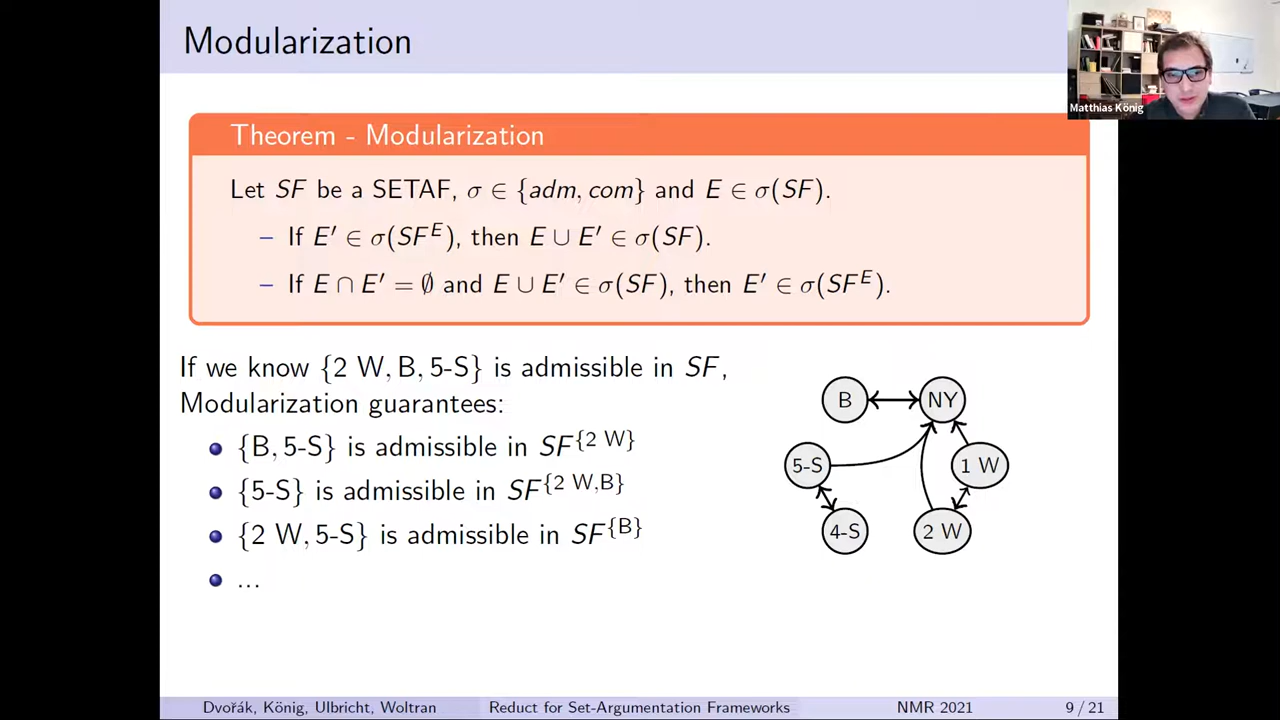 Modularization
Matthias König
Theorem - Modularization
Let SF be a SETAF, σ ∈ {adm, com} and E ∈ σ(SF).
– If E′ ∈ σ(SF^E), then E ∪ E′ ∈ σ(SF).
– If E ∩ E′ = ∅ and E ∪ E′ ∈ σ(SF), then E′ ∈ σ(SF^E).
If we know {2 W, B, 5-S} is admissible in SF,
Modularization guarantees:
{B, 5-S} is admissible in SF^{2 W}
{5-S} is admissible in SF^{2 W,B}
{2 W, 5-S} is admissible in SF^{B}
...
B
NY
5-S
1 W
4-S
2 W
Dvořák, König, Ulbricht, Woltran
Reduct for Set-Argumentation Frameworks
NMR 2021
9 / 21